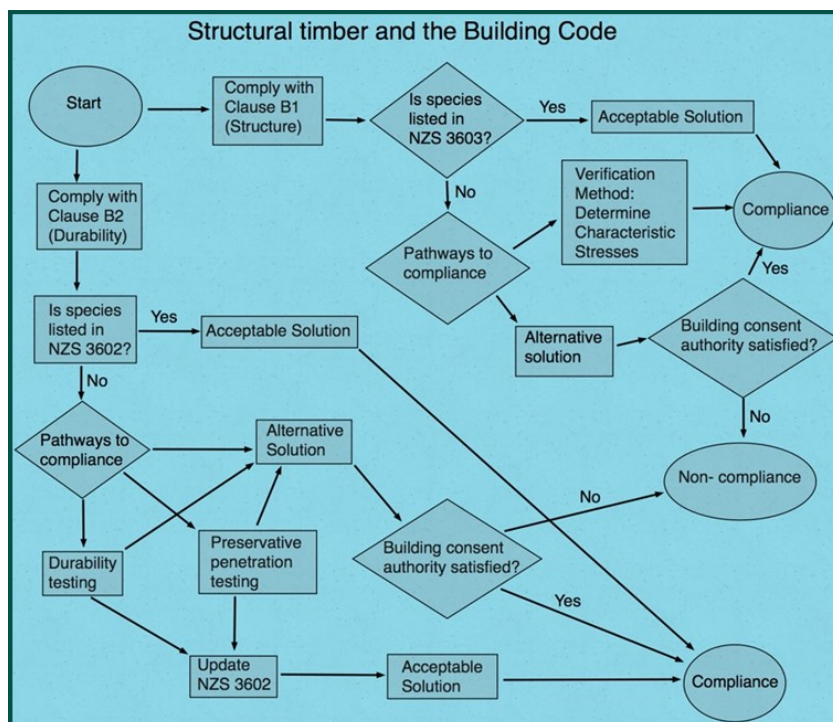 Structural timber and the Building Code
Start
Comply with
Clause B1
(Structure)
Is species
listed in
NZS 3603?
Yes
Acceptable Solution
No
Pathways to
compliance
Verification
Method:
Determine
Characteristic
Stresses
Compliance
Yes
Alternative
solution
Building consent
authority satisfied?
No
Non- compliance
Comply with
Clause B2
(Durability)
Is species
listed in
NZS 3602?
Yes
Acceptable Solution
No
Pathways to
compliance
Alternative
Solution
Durability
testing
Preservative
penetration
testing
Building consent
authority satisfied?
No
Yes
Update
NZS 3602
Acceptable
Solution
Compliance